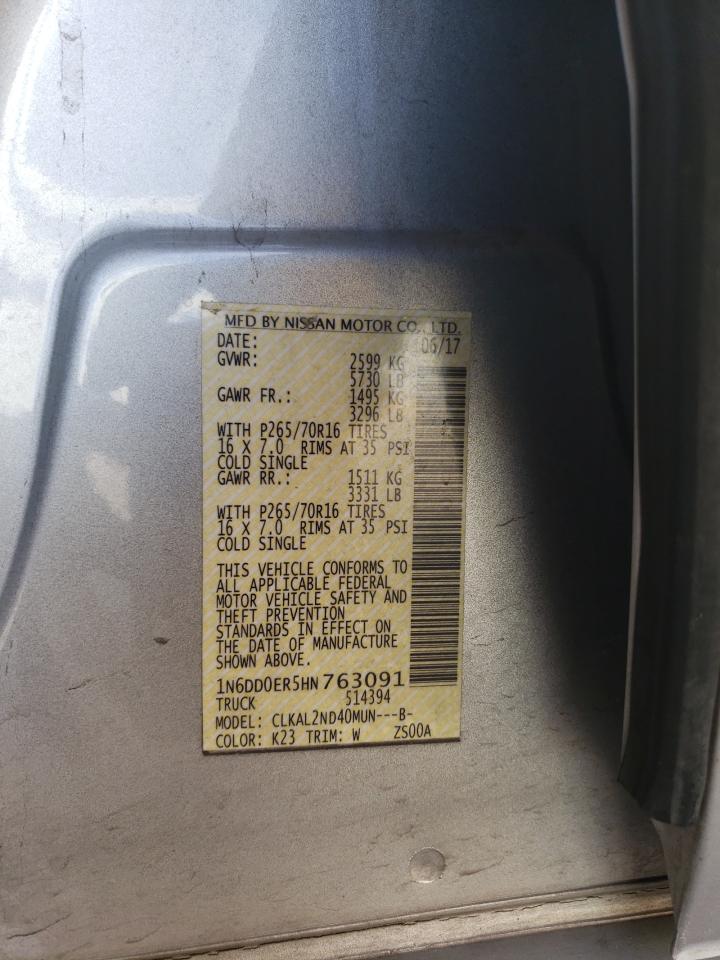 MFD BY NISSAN MOTOR CO., LTD.
DATE: 06/17
GVWR: 2599 KG
5730 LB
GAWR FR.: 1495 KG
3296 LB
WITH P265/70R16 TIRES
16 X 7.0 RIMS AT 35 PSI
COLD SINGLE
GAWR RR.: 1511 KG
3331 LB
WITH P265/70R16 TIRES
16 X 7.0 RIMS AT 35 PSI
COLD SINGLE
THIS VEHICLE CONFORMS TO
ALL APPLICABLE FEDERAL
MOTOR VEHICLE SAFETY AND
THEFT PREVENTION
STANDARDS IN EFFECT ON
THE DATE OF MANUFACTURE
SHOWN ABOVE.
1N6DD0ER5HN763091
TRUCK 514394
MODEL: CLKAL2ND40MUN---B-
COLOR: K23 TRIM: W ZS00A